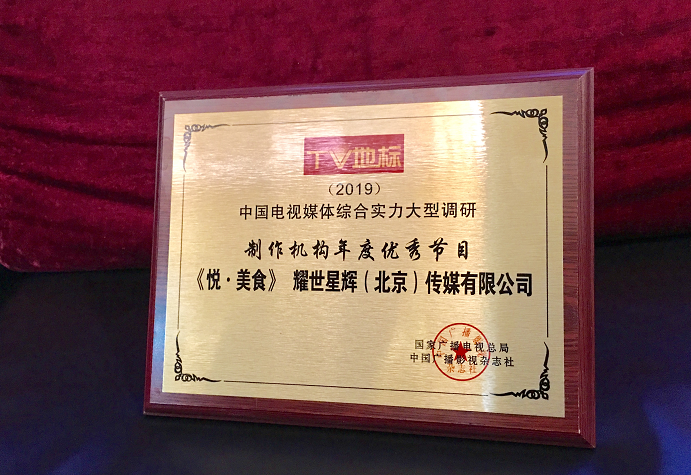 TV地标
（2019）
中国电视媒体综合实力大型调研
制作机构年度优秀节目
《悦·美食》 耀世星辉（北京）传媒有限公司
国家广播电视总局
中国广播影视杂志社
杂志社